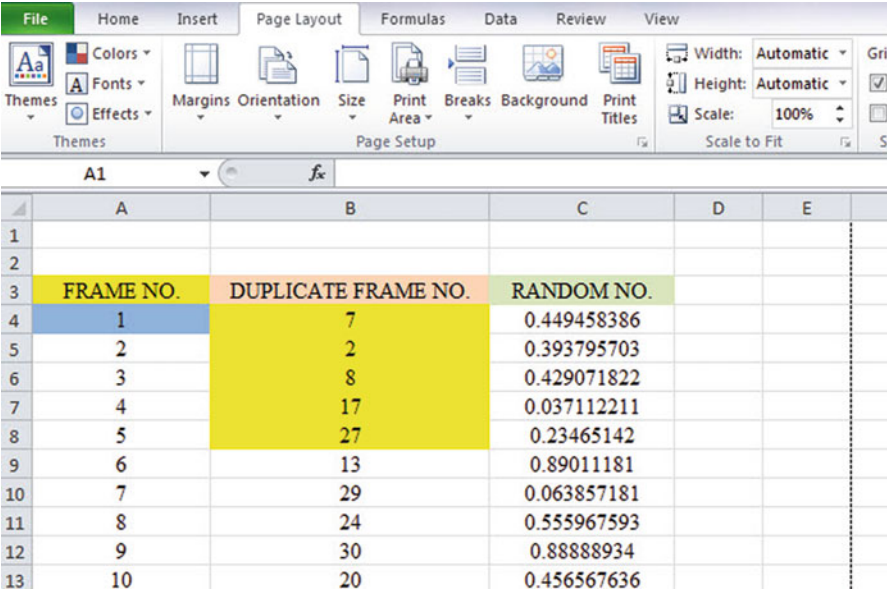 File Home Insert Page Layout Formulas Data Review View
Themes Colors Fonts Effects Margins Orientation Size Print Area Breaks Background Print Titles Width: Automatic Height: Automatic Scale: 100%
Themes Page Setup Scale to Fit
A1 fx
A B C D E
1
2
3 FRAME NO. DUPLICATE FRAME NO. RANDOM NO.
4 1 7 0.449458386
5 2 2 0.393795703
6 3 8 0.429071822
7 4 17 0.037112211
8 5 27 0.23465142
9 6 13 0.89011181
10 7 29 0.063857181
11 8 24 0.555967593
12 9 30 0.88888934
13 10 20 0.456567636